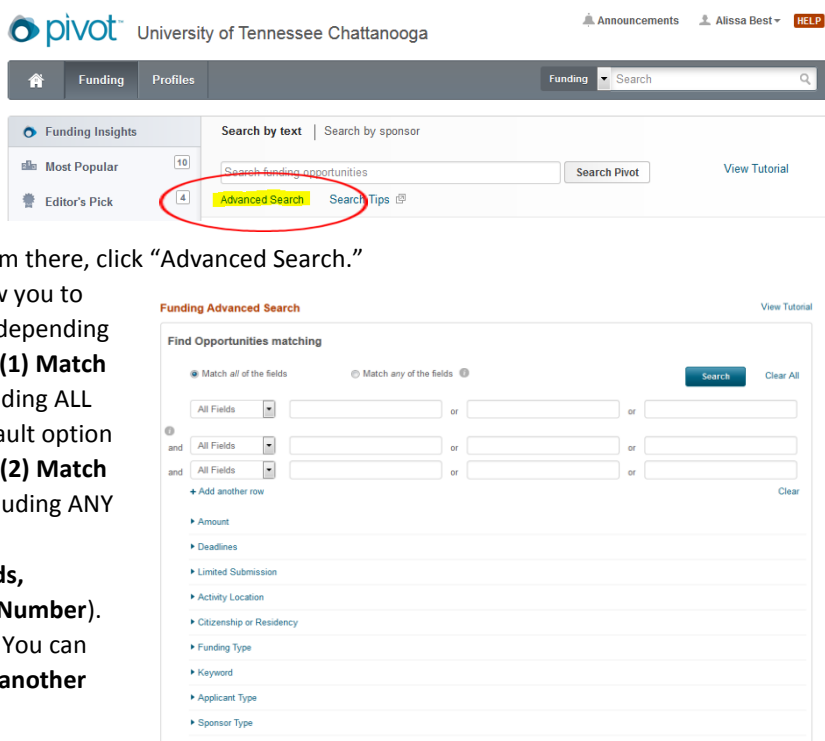 pivot™ University of Tennessee Chattanooga
Announcements Alissa Best HELP
Funding Profiles Funding Search
Funding Insights
Most Popular 10
Editor's Pick 4
Search by text | Search by sponsor
Search funding opportunities Search Pivot View Tutorial
Advanced Search Search Tips
m there, click “Advanced Search.”
w you to
depending
(1) Match
ding ALL
ault option
(2) Match
luding ANY
ds,
Number).
You can
another
Funding Advanced Search View Tutorial
Find Opportunities matching
Match all of the fields Match any of the fields Search Clear All
All Fields or or
and All Fields or or
and All Fields or or
+ Add another row Clear
Amount
Deadlines
Limited Submission
Activity Location
Citizenship or Residency
Funding Type
Keyword
Applicant Type
Sponsor Type